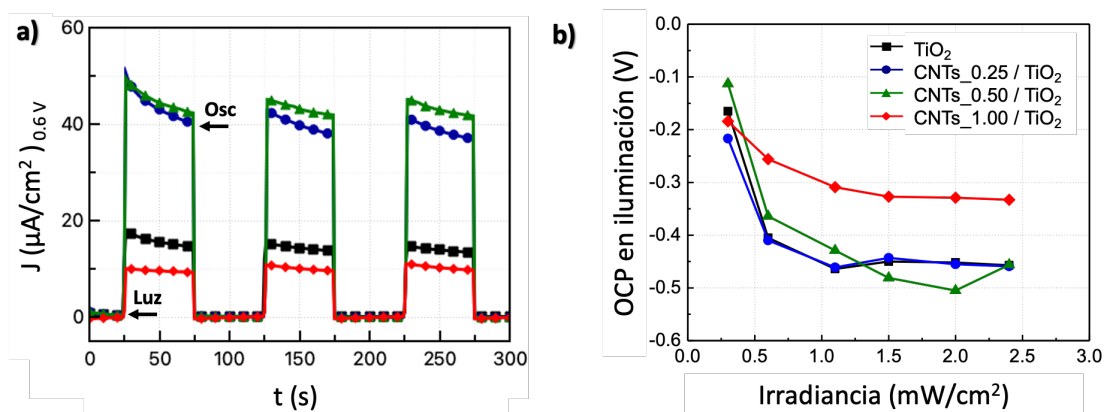 a)
60
40
20
0
J (μA/cm²) 0.6 V
Osc
Luz
0 50 100 150 200 250 300
t (s)
b)
0.0
-0.1
-0.2
-0.3
-0.4
-0.5
-0.6
OCP en iluminación (V)
TiO₂
CNTs_0.25 / TiO₂
CNTs_0.50 / TiO₂
CNTs_1.00 / TiO₂
0.0 0.5 1.0 1.5 2.0 2.5 3.0
Irradiancia (mW/cm²)